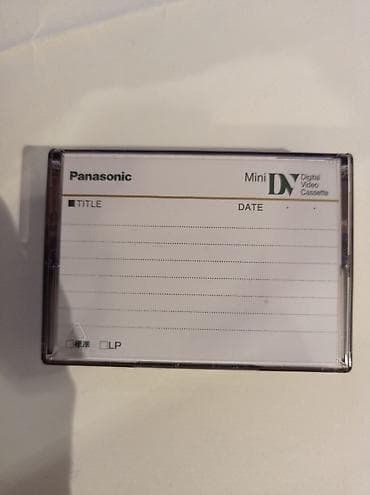 Panasonic
Mini DV Digital Video Cassette
■TITLE DATE . .
□標準 □LP